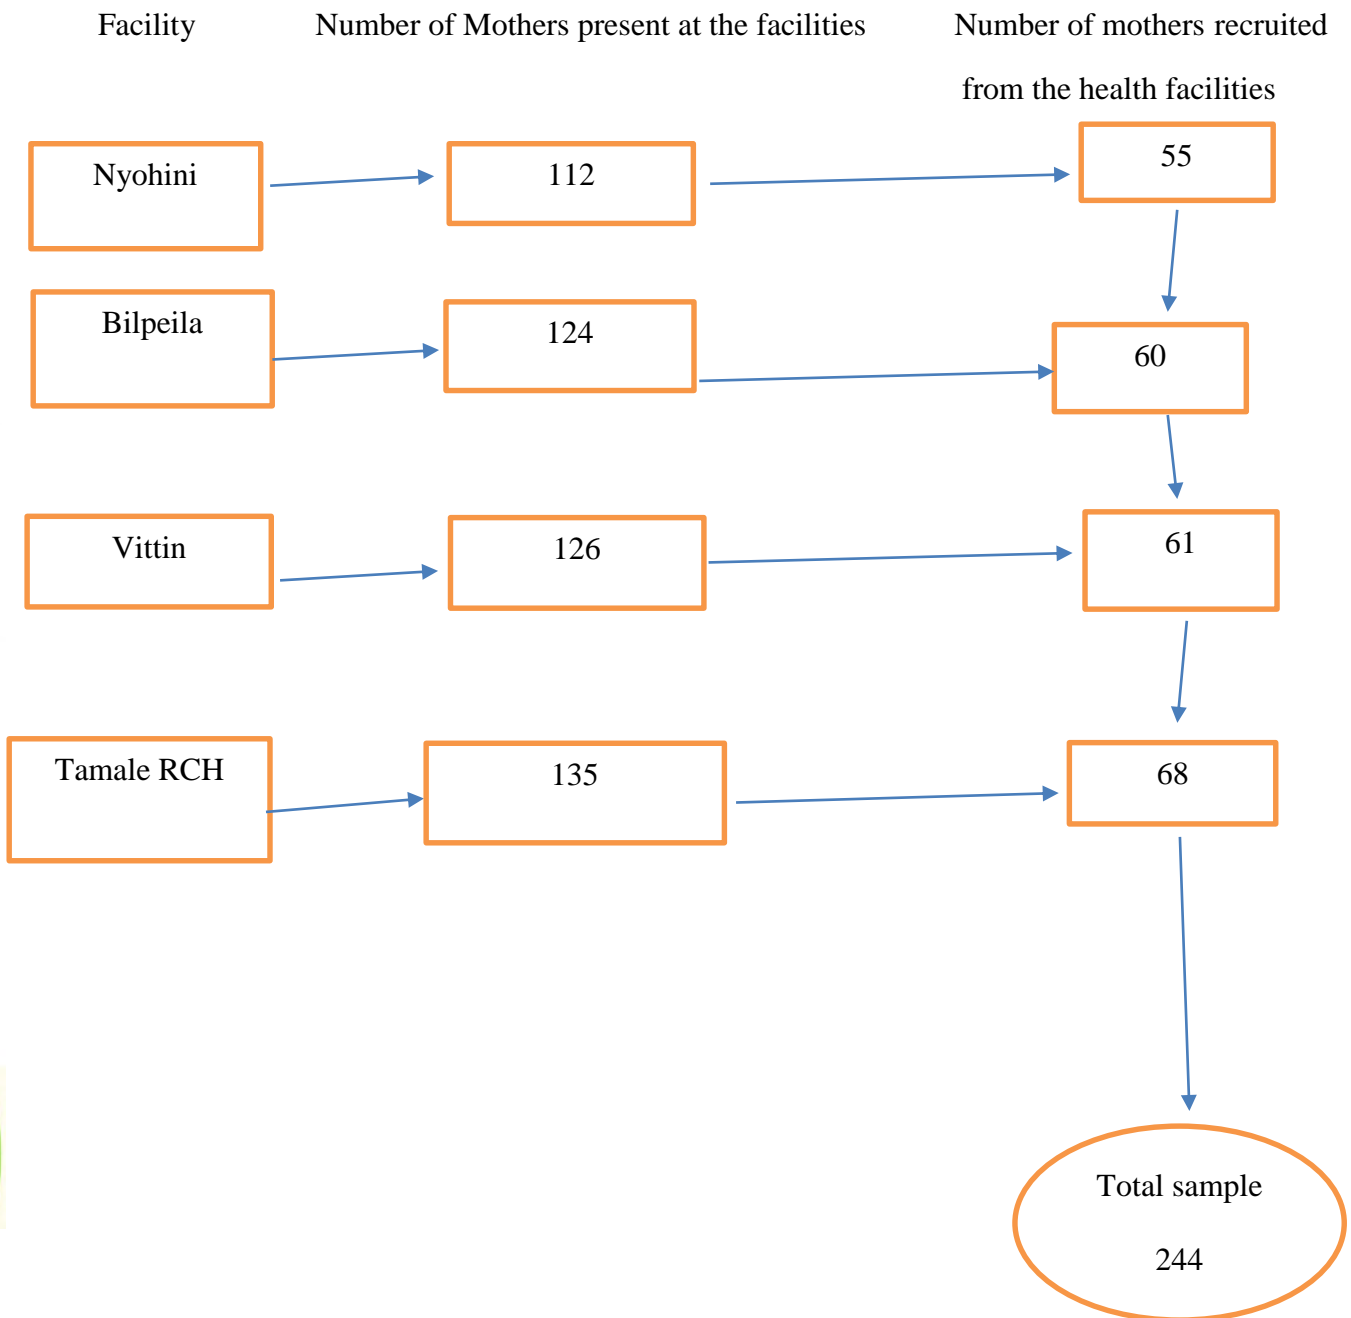 Facility Number of Mothers present at the facilities Number of mothers recruited
from the health facilities
Nyohini 112 55
Bilpeila 124 60
Vittin 126 61
Tamale RCH 135 68
Total sample
244